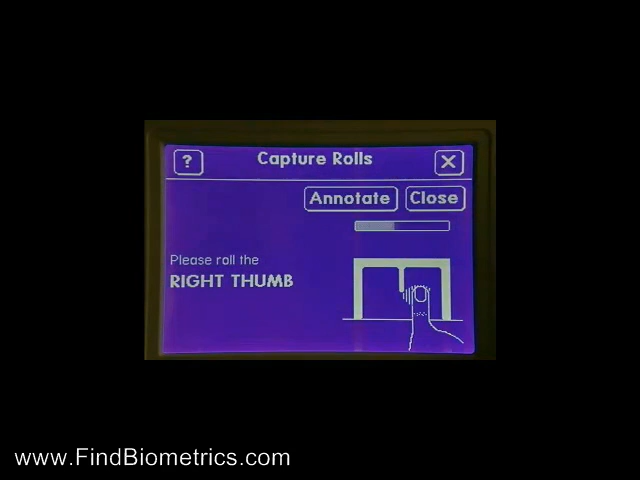 ?
Capture Rolls
X
Annotate
Close
Please roll the
RIGHT THUMB
www.FindBiometrics.com